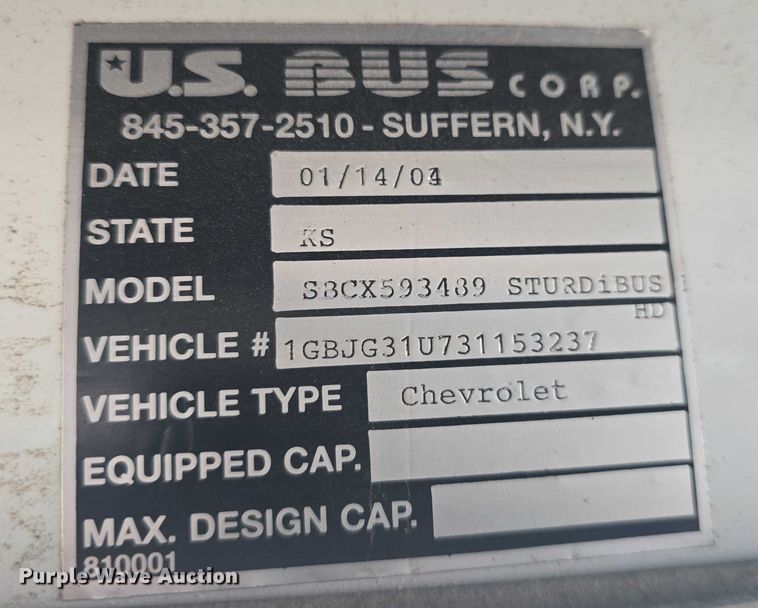 U.S. BUS CORP.
845-357-2510 - SUFFERN, N.Y.
DATE 01/14/04
STATE KS
MODEL S8CX593489 STURDiBUS
HD
VEHICLE # 1GBJG31U731153237
VEHICLE TYPE Chevrolet
EQUIPPED CAP.
MAX. DESIGN CAP.
810001
Purple Wave Auction